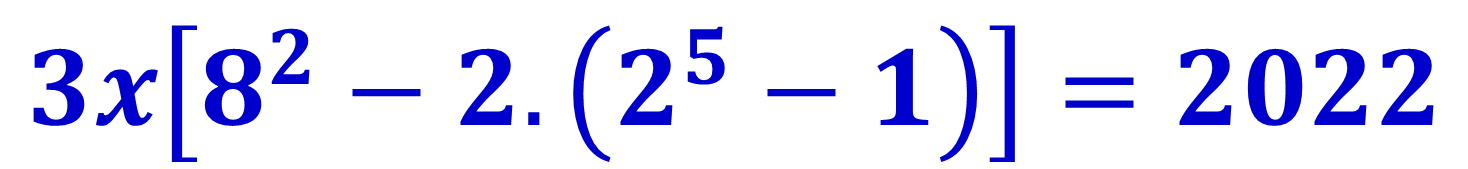 3x[8² − 2. (2⁵ − 1)] = 2022